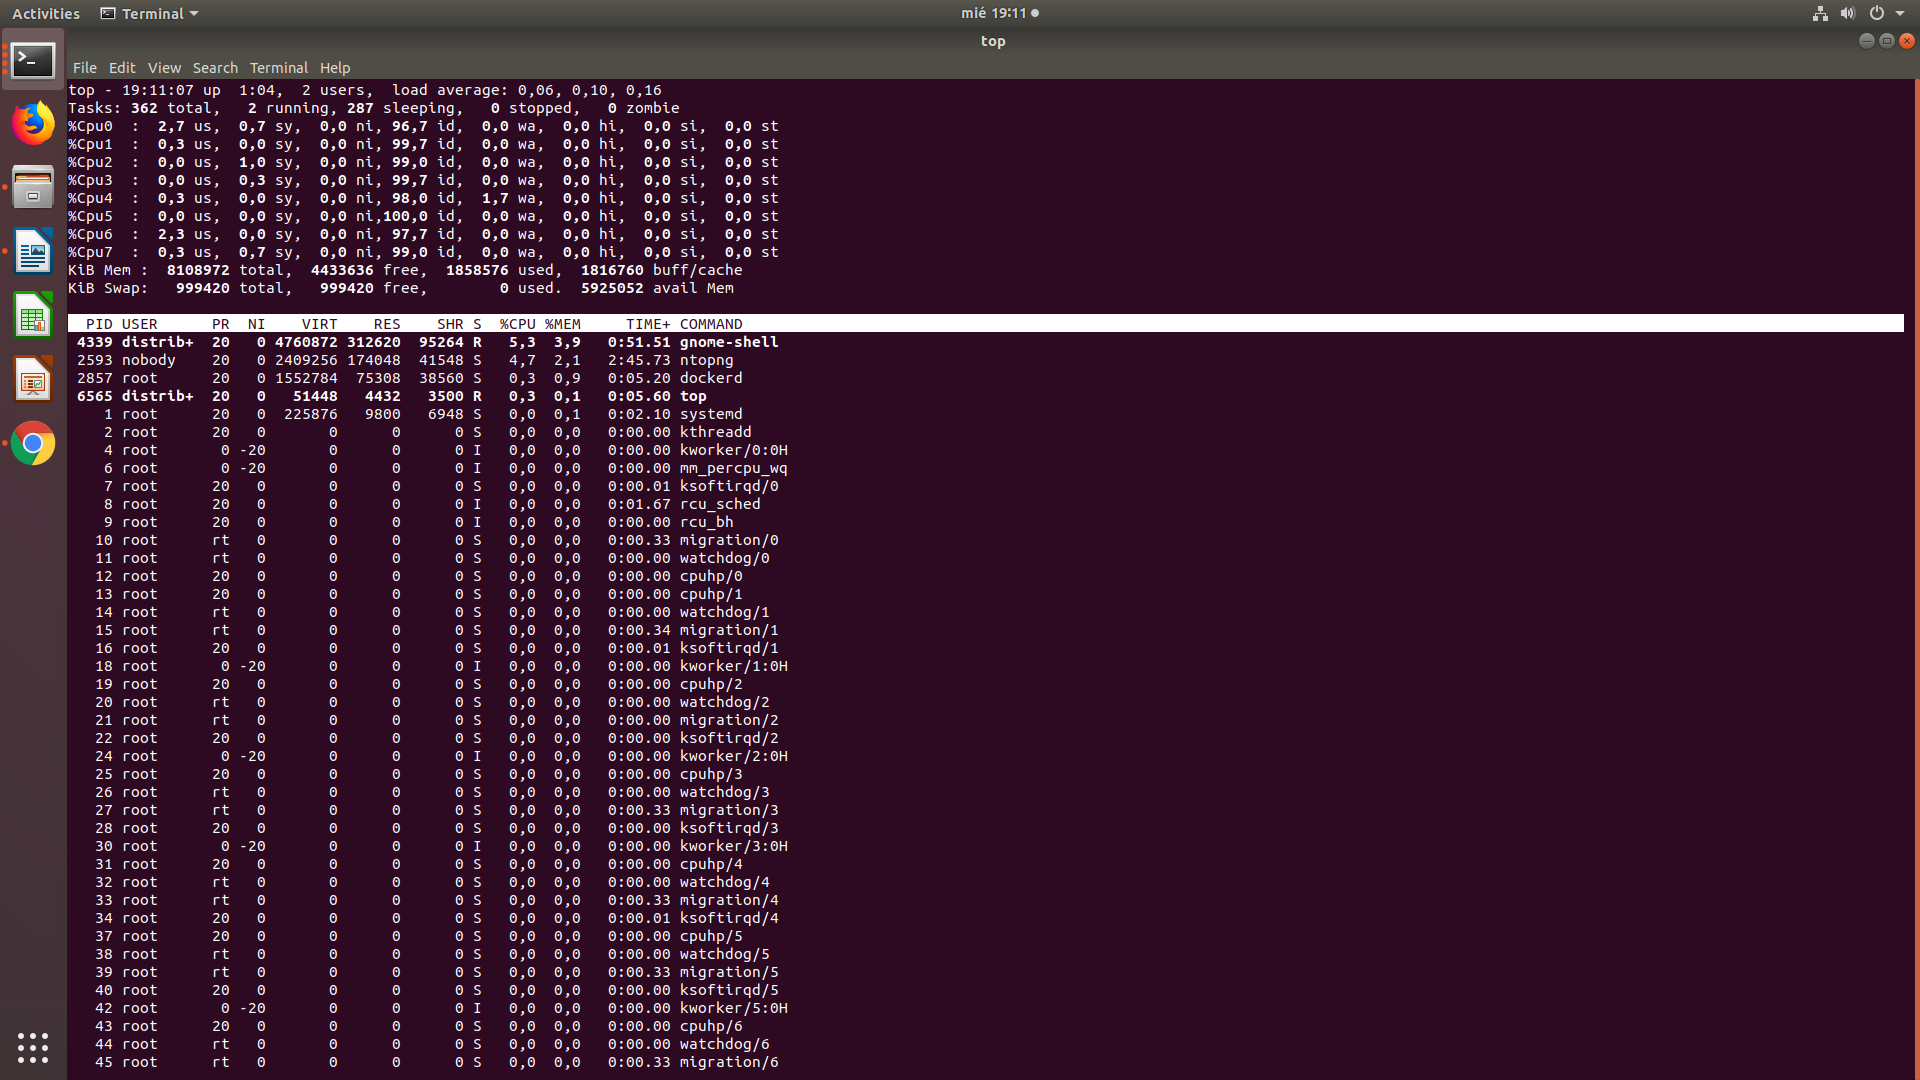 Activities Terminal mié 19:11
top
File Edit View Search Terminal Help
top - 19:11:07 up  1:04,  2 users,  load average: 0,06, 0,10, 0,16
Tasks: 362 total,   2 running, 287 sleeping,   0 stopped,   0 zombie
%Cpu0  :  2,7 us,  0,7 sy,  0,0 ni, 96,7 id,  0,0 wa,  0,0 hi,  0,0 si,  0,0 st
%Cpu1  :  0,3 us,  0,0 sy,  0,0 ni, 99,7 id,  0,0 wa,  0,0 hi,  0,0 si,  0,0 st
%Cpu2  :  0,0 us,  1,0 sy,  0,0 ni, 99,0 id,  0,0 wa,  0,0 hi,  0,0 si,  0,0 st
%Cpu3  :  0,0 us,  0,3 sy,  0,0 ni, 99,7 id,  0,0 wa,  0,0 hi,  0,0 si,  0,0 st
%Cpu4  :  0,3 us,  0,0 sy,  0,0 ni, 98,0 id,  1,7 wa,  0,0 hi,  0,0 si,  0,0 st
%Cpu5  :  0,0 us,  0,0 sy,  0,0 ni,100,0 id,  0,0 wa,  0,0 hi,  0,0 si,  0,0 st
%Cpu6  :  2,3 us,  0,0 sy,  0,0 ni, 97,7 id,  0,0 wa,  0,0 hi,  0,0 si,  0,0 st
%Cpu7  :  0,3 us,  0,7 sy,  0,0 ni, 99,0 id,  0,0 wa,  0,0 hi,  0,0 si,  0,0 st
KiB Mem :  8108972 total,  4433636 free,  1858576 used,  1816760 buff/cache
KiB Swap:   999420 total,   999420 free,        0 used.  5925052 avail Mem
PID USER      PR  NI    VIRT    RES    SHR S  %CPU %MEM     TIME+ COMMAND
4339 distrib+  20   0 4760872 312620  95264 R   5,3  3,9   0:51.51 gnome-shell
2593 nobody    20   0 2409256 174048  41548 S   4,7  2,1   2:45.73 ntopng
2857 root      20   0 1552784  75308  38560 S   0,3  0,9   0:05.20 dockerd
6565 distrib+  20   0   51448   4432   3500 R   0,3  0,1   0:05.60 top
1 root      20   0  225876   9800   6948 S   0,0  0,1   0:02.10 systemd
2 root      20   0       0      0      0 S   0,0  0,0   0:00.00 kthreadd
4 root       0 -20       0      0      0 I   0,0  0,0   0:00.00 kworker/0:0H
6 root       0 -20       0      0      0 I   0,0  0,0   0:00.00 mm_percpu_wq
7 root      20   0       0      0      0 S   0,0  0,0   0:00.01 ksoftirqd/0
8 root      20   0       0      0      0 I   0,0  0,0   0:01.67 rcu_sched
9 root      20   0       0      0      0 I   0,0  0,0   0:00.00 rcu_bh
10 root      rt   0       0      0      0 S   0,0  0,0   0:00.33 migration/0
11 root      rt   0       0      0      0 S   0,0  0,0   0:00.00 watchdog/0
12 root      20   0       0      0      0 S   0,0  0,0   0:00.00 cpuhp/0
13 root      20   0       0      0      0 S   0,0  0,0   0:00.00 cpuhp/1
14 root      rt   0       0      0      0 S   0,0  0,0   0:00.00 watchdog/1
15 root      rt   0       0      0      0 S   0,0  0,0   0:00.34 migration/1
16 root      20   0       0      0      0 S   0,0  0,0   0:00.01 ksoftirqd/1
18 root       0 -20       0      0      0 I   0,0  0,0   0:00.00 kworker/1:0H
19 root      20   0       0      0      0 S   0,0  0,0   0:00.00 cpuhp/2
20 root      rt   0       0      0      0 S   0,0  0,0   0:00.00 watchdog/2
21 root      rt   0       0      0      0 S   0,0  0,0   0:00.00 migration/2
22 root      20   0       0      0      0 S   0,0  0,0   0:00.00 ksoftirqd/2
24 root       0 -20       0      0      0 I   0,0  0,0   0:00.00 kworker/2:0H
25 root      20   0       0      0      0 S   0,0  0,0   0:00.00 cpuhp/3
26 root      rt   0       0      0      0 S   0,0  0,0   0:00.00 watchdog/3
27 root      rt   0       0      0      0 S   0,0  0,0   0:00.33 migration/3
28 root      20   0       0      0      0 S   0,0  0,0   0:00.00 ksoftirqd/3
30 root       0 -20       0      0      0 I   0,0  0,0   0:00.00 kworker/3:0H
31 root      20   0       0      0      0 S   0,0  0,0   0:00.00 cpuhp/4
32 root      rt   0       0      0      0 S   0,0  0,0   0:00.00 watchdog/4
33 root      rt   0       0      0      0 S   0,0  0,0   0:00.33 migration/4
34 root      20   0       0      0      0 S   0,0  0,0   0:00.01 ksoftirqd/4
37 root      20   0       0      0      0 S   0,0  0,0   0:00.00 cpuhp/5
38 root      rt   0       0      0      0 S   0,0  0,0   0:00.00 watchdog/5
39 root      rt   0       0      0      0 S   0,0  0,0   0:00.33 migration/5
40 root      20   0       0      0      0 S   0,0  0,0   0:00.00 ksoftirqd/5
42 root       0 -20       0      0      0 I   0,0  0,0   0:00.00 kworker/5:0H
43 root      20   0       0      0      0 S   0,0  0,0   0:00.00 cpuhp/6
44 root      rt   0       0      0      0 S   0,0  0,0   0:00.00 watchdog/6
45 root      rt   0       0      0      0 S   0,0  0,0   0:00.33 migration/6